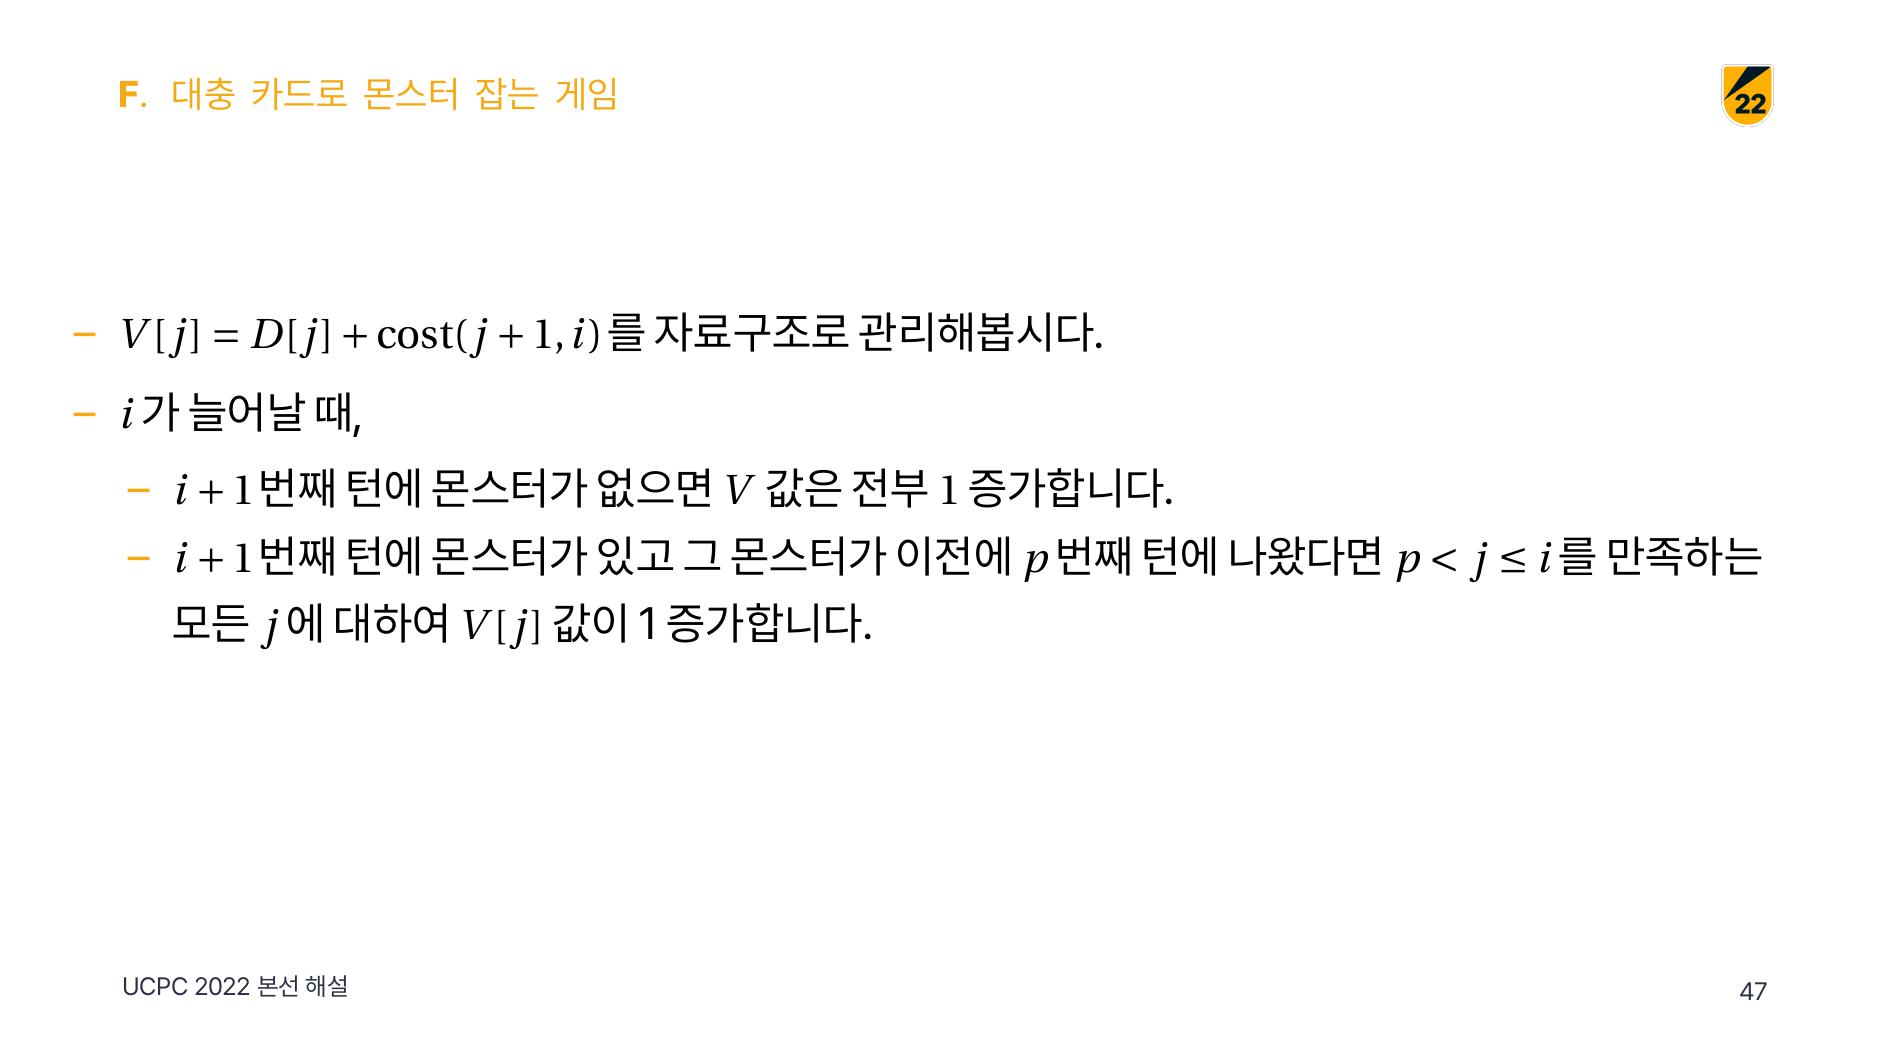 F. 대충 카드로 몬스터 잡는 게임
22
– V[j] = D[j] + cost(j + 1, i)를 자료구조로 관리해봅시다.
– i가 늘어날 때,
– i + 1번째 턴에 몬스터가 없으면 V 값은 전부 1 증가합니다.
– i + 1번째 턴에 몬스터가 있고 그 몬스터가 이전에 p번째 턴에 나왔다면 p < j ≤ i를 만족하는
모든 j에 대하여 V[j] 값이 1 증가합니다.
UCPC 2022 본선 해설
47